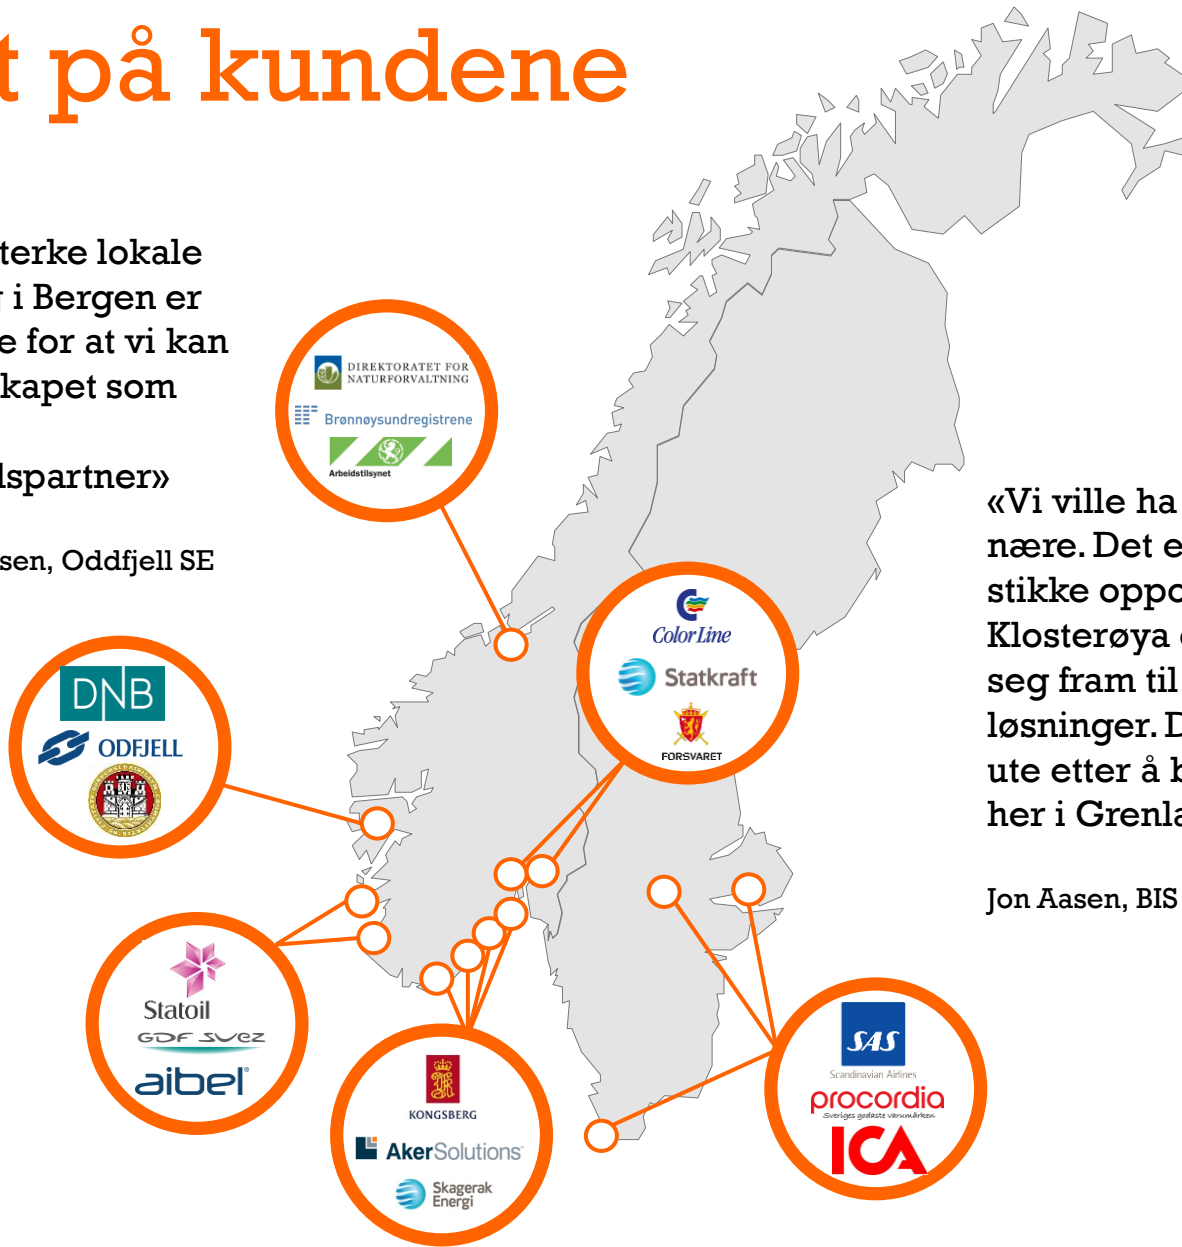 t på kundene
terke lokale
g i Bergen er
e for at vi kan
kapet som
lspartner»
sen, Oddfjell SE
DIREKTORATET FOR
NATURFORVALTNING
Brønnøysundregistrene
Arbeidstilsynet
ColorLine
Statkraft
FORSVARET
DNB
ODFJELL
Statoil
GDF SUEZ
aibel
KONGSBERG
AkerSolutions
Skagerak
Energi
SAS
Scandinavian Airlines
procordia
Sveriges godaste varumärken
ICA
«Vi ville ha
nære. Det e
stikke oppo
Klosterøya
seg fram til
løsninger. D
ute etter å b
her i Grenla
Jon Aasen, BIS